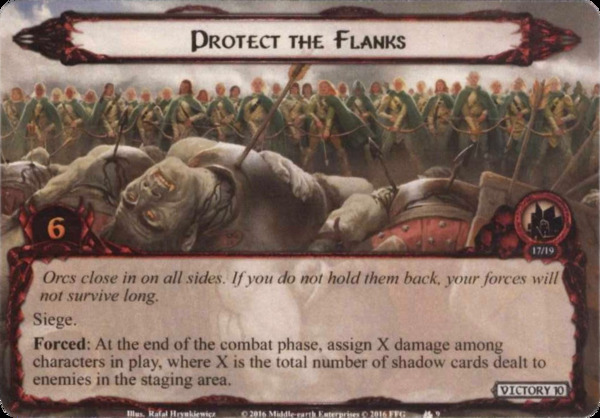 PROTECT THE FLANKS
6
17/19
Orcs close in on all sides. If you do not hold them back, your forces will
not survive long.
Siege.
Forced: At the end of the combat phase, assign X damage among
characters in play, where X is the total number of shadow cards dealt to
enemies in the staging area.
VICTORY 10
Illus. Rafał Hrynkiewicz
© 2016 Middle-earth Enterprises © 2016 FFG
9